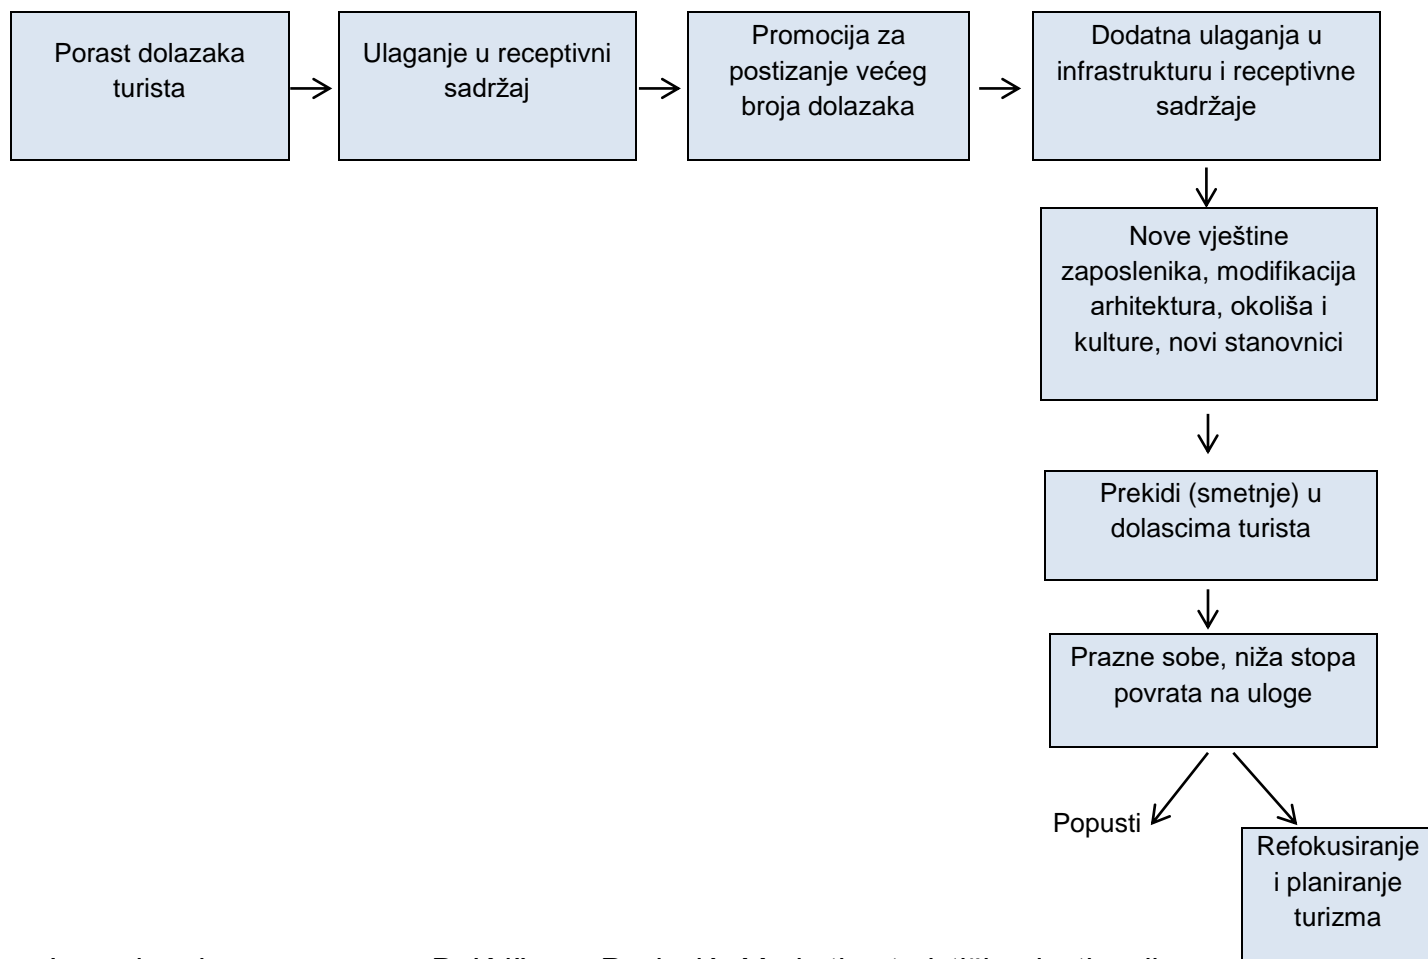 Porast dolazaka
turista
Ulaganje u receptivni
sadržaj
Promocija za
postizanje većeg
broja dolazaka
Dodatna ulaganja u
infrastrukturu i receptivne
sadržaje
Nove vještine
zaposlenika, modifikacija
arhitektura, okoliša i
kulture, novi stanovnici
Prekidi (smetnje) u
dolascima turista
Prazne sobe, niža stopa
povrata na uloge
Popusti
Refokusiranje
i planiranje
turizma